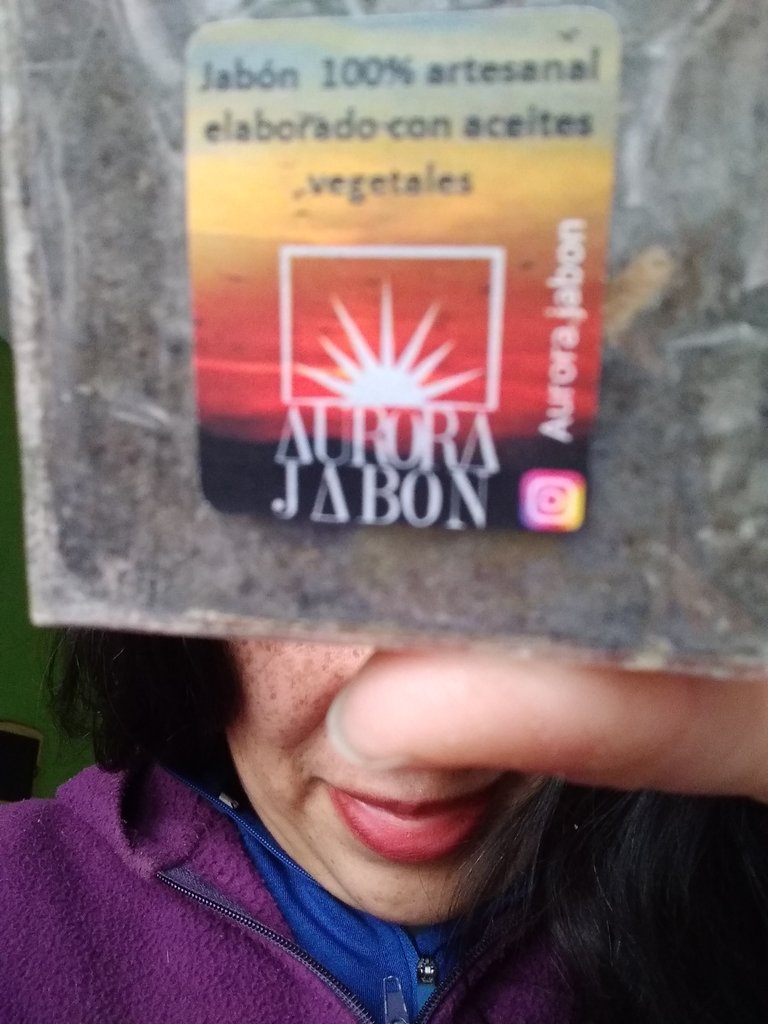 Jabón 100% artesanal
elaborado con aceites
vegetales
AURORA
JABON
Aurora.jabon